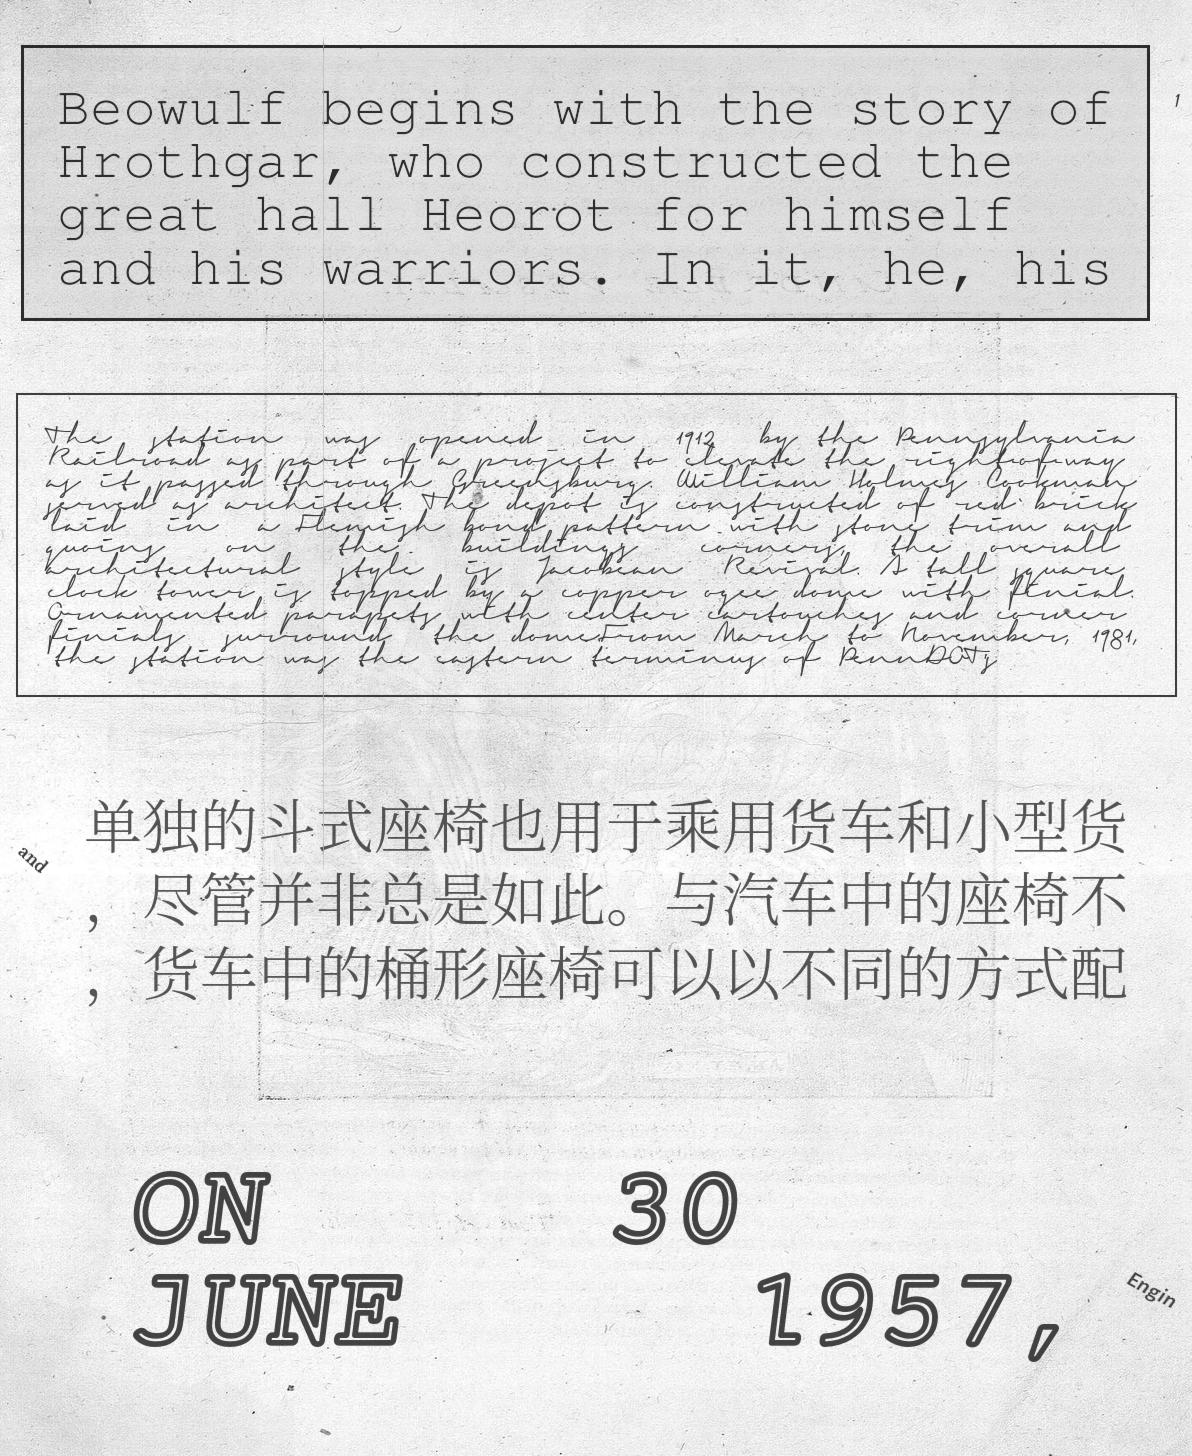 Beowulf begins with the story of
Hrothgar, who constructed the
great hall Heorot for himself
and his warriors. In it, he, his
1
The station was opened in 1912 by the Pennsylvania
Railroad as part of a project to elevate the right-of-way
as it passed through Greensburg. William Holmes Cookman
served as architect. The depot is constructed of red brick
laid in a Flemish bond pattern with stone trim and
quoins on the buildings corners, the overall
architectural style is Jacobean Revival. A tall square
clock tower is topped by a copper ogee dome with finial.
Ornamented parapets with center cartouches and corner
finials surround the dome.From March to November, 1981,
the station was the eastern terminus of PennDOTs
单独的斗式座椅也用于乘用货车和小型货
，尽管并非总是如此。与汽车中的座椅不
，货车中的桶形座椅可以以不同的方式配
and
ON 30
JUNE 1957,
Engin